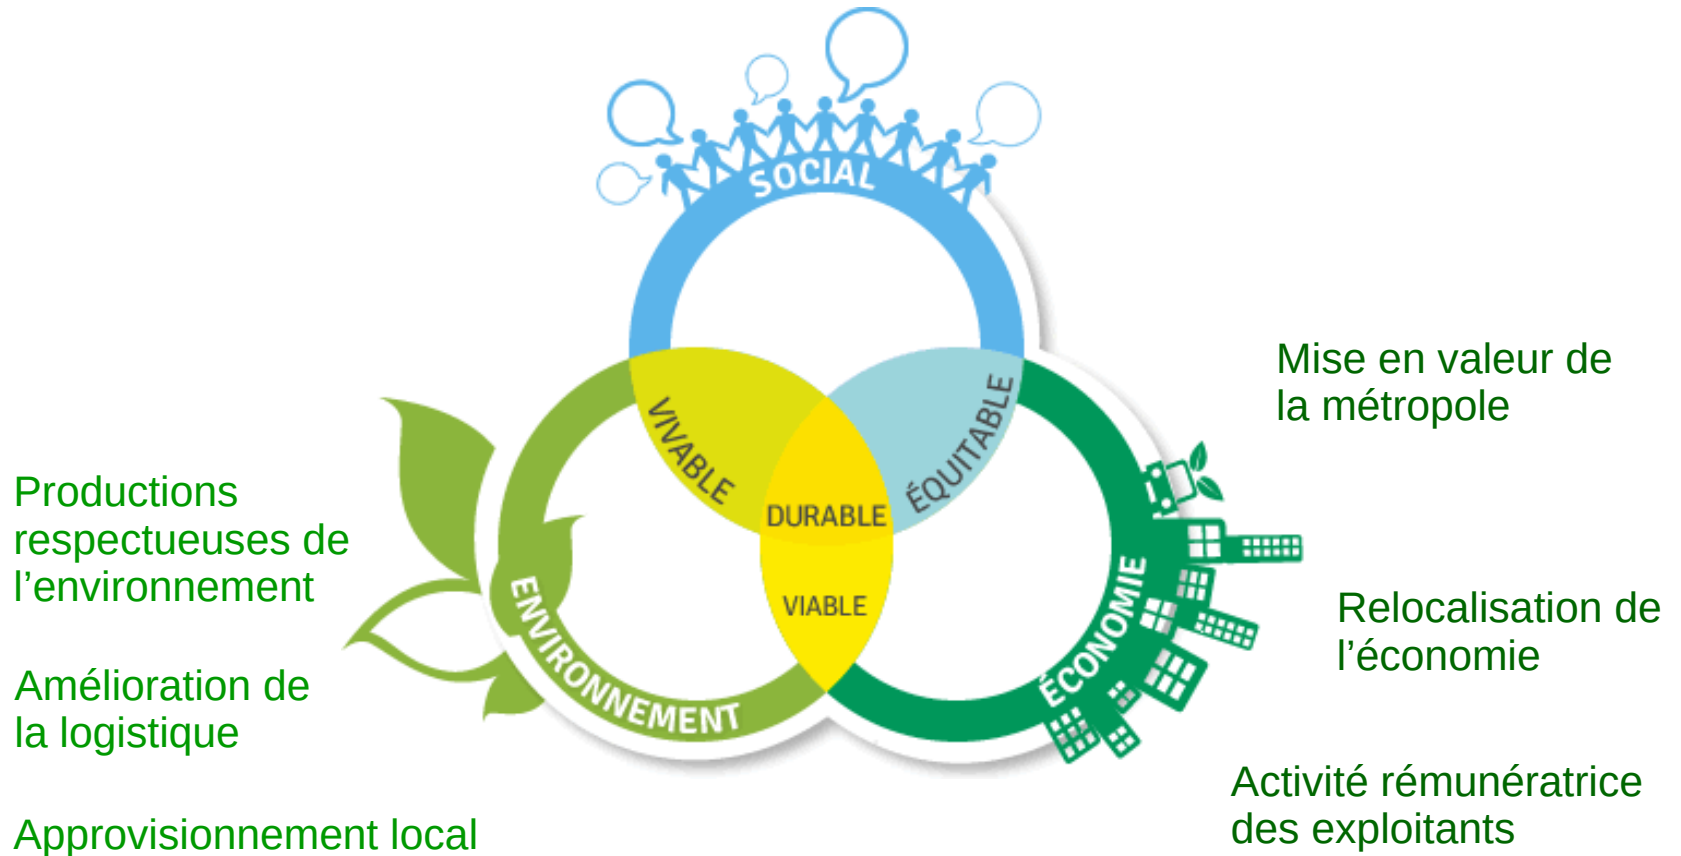 SOCIAL
VIVABLE
ÉQUITABLE
DURABLE
VIABLE
ENVIRONNEMENT
ÉCONOMIE
Productions
respectueuses de
l’environnement
Amélioration de
la logistique
Approvisionnement local
Mise en valeur de
la métropole
Relocalisation de
l’économie
Activité rémunératrice
des exploitants